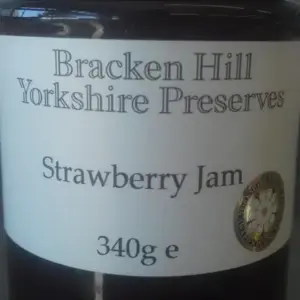 Bracken Hill
Yorkshire Preserves
Strawberry Jam
340g e